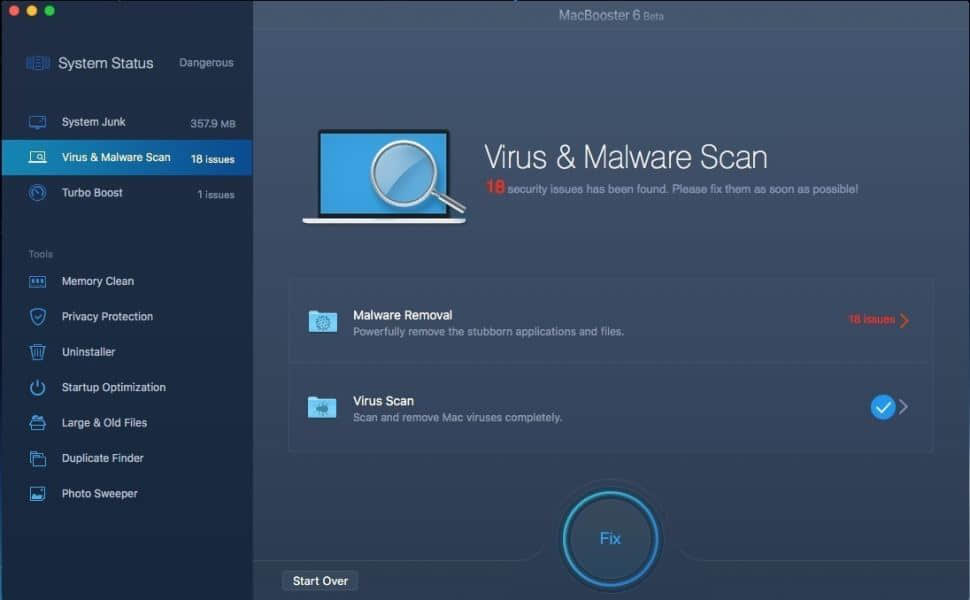 MacBooster 6 Beta
System Status Dangerous
System Junk 357.9 MB
Virus & Malware Scan 18 issues
Turbo Boost 1 issues
Tools
Memory Clean
Privacy Protection
Uninstaller
Startup Optimization
Large & Old Files
Duplicate Finder
Photo Sweeper
Virus & Malware Scan
18 security issues has been found. Please fix them as soon as possible!
Malware Removal
Powerfully remove the stubborn applications and files.
18 issues
Virus Scan
Scan and remove Mac viruses completely.
Fix
Start Over